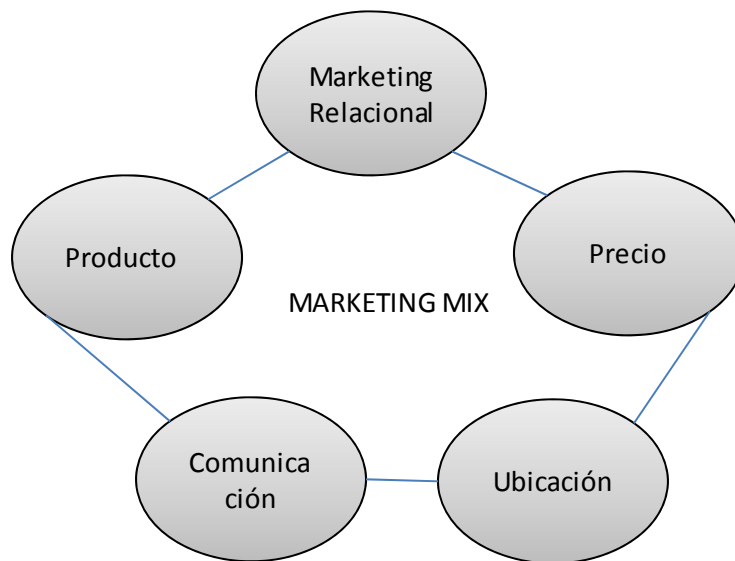 Marketing
Relacional
Producto
Precio
MARKETING MIX
Comunica
ción
Ubicación